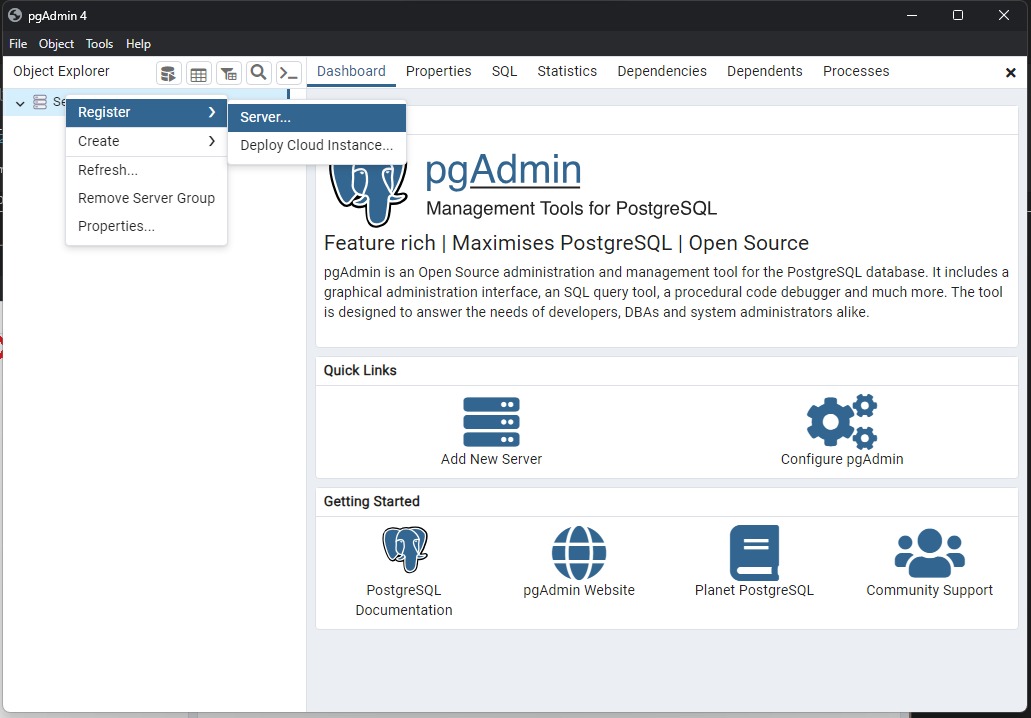 pgAdmin 4
File Object Tools Help
Object Explorer
Dashboard Properties SQL Statistics Dependencies Dependents Processes
Register
Create
Refresh...
Remove Server Group
Properties...
Server...
Deploy Cloud Instance...
pgAdmin
Management Tools for PostgreSQL
Feature rich | Maximises PostgreSQL | Open Source
pgAdmin is an Open Source administration and management tool for the PostgreSQL database. It includes a
graphical administration interface, an SQL query tool, a procedural code debugger and much more. The tool
is designed to answer the needs of developers, DBAs and system administrators alike.
Quick Links
Add New Server
Configure pgAdmin
Getting Started
PostgreSQL
Documentation
pgAdmin Website
Planet PostgreSQL
Community Support